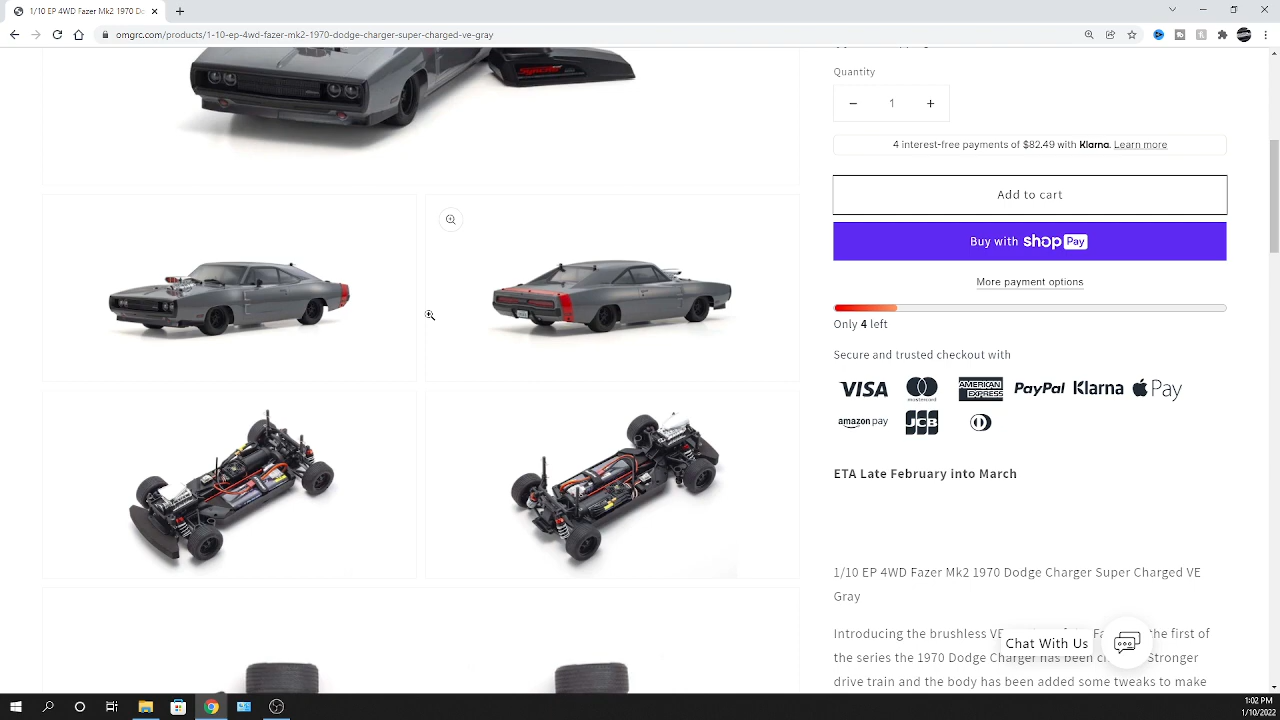 1/10 EP 4WD Fazer Mk2 1970 Do
omgrc.com/products/1-10-ep-4wd-fazer-mk2-1970-dodge-charger-super-charged-ve-gray
Quantity
1
4 interest-free payments of $82.49 with Klarna. Learn more
Add to cart
Buy with shop Pay
More payment options
Only 4 left
Secure and trusted checkout with
VISA mastercard AMERICAN EXPRESS PayPal Klarna Pay
amazon pay JCB
ETA Late February into March
1/10 EP 4WD Fazer Mk2 1970 Dodge Charger Super Charged VE
Gray
Introducing the brushless VE the first of
Chat With Us
the series the 1970 Dodge Charger has been Stronger
drive train and the body has been added some tweaks to make
1:02 PM
1/10/2022